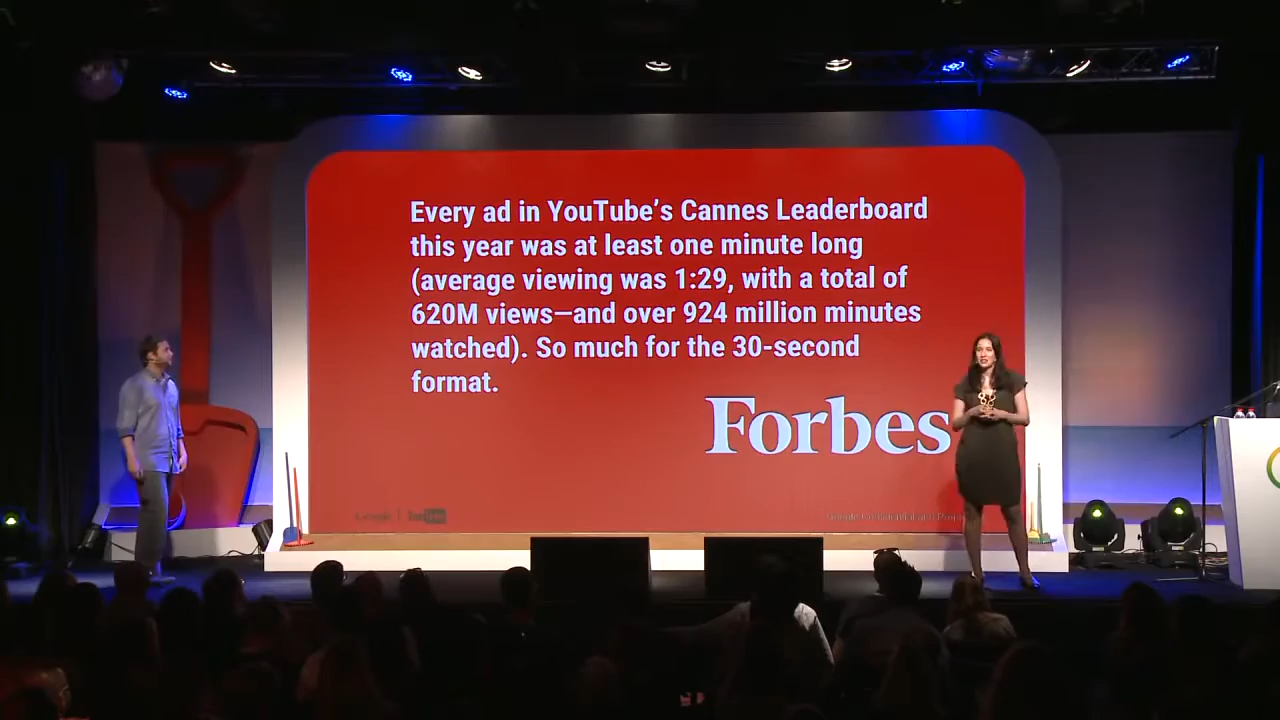 Every ad in YouTube’s Cannes Leaderboard
this year was at least one minute long
(average viewing was 1:29, with a total of
620M views—and over 924 million minutes
watched). So much for the 30-second
format.
Forbes
Google | YouTube